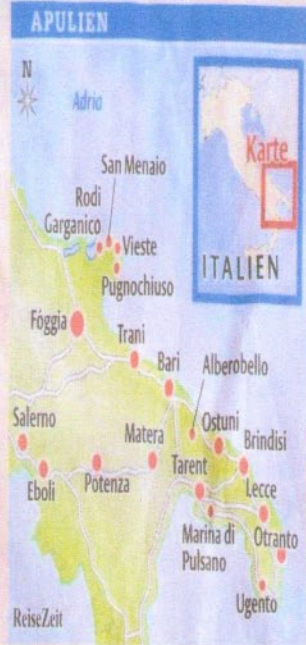 APULIEN
N
Adria
Karte
ITALIEN
San Menaio
Rodi
Garganico
Vieste
Pugnochiuso
Fóggia
Trani
Bari
Alberobello
Salerno
Matera
Ostuni
Brindisi
Tarent
Lecce
Eboli
Potenza
Marina di
Pulsano
Otranto
Ugento
ReiseZeit